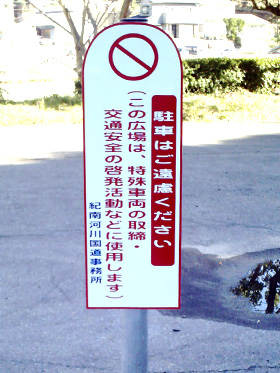 駐車はご遠慮ください
（この広場は、特殊車両の取締・
交通安全の啓発活動などに使用します）
紀南河川国道事務所